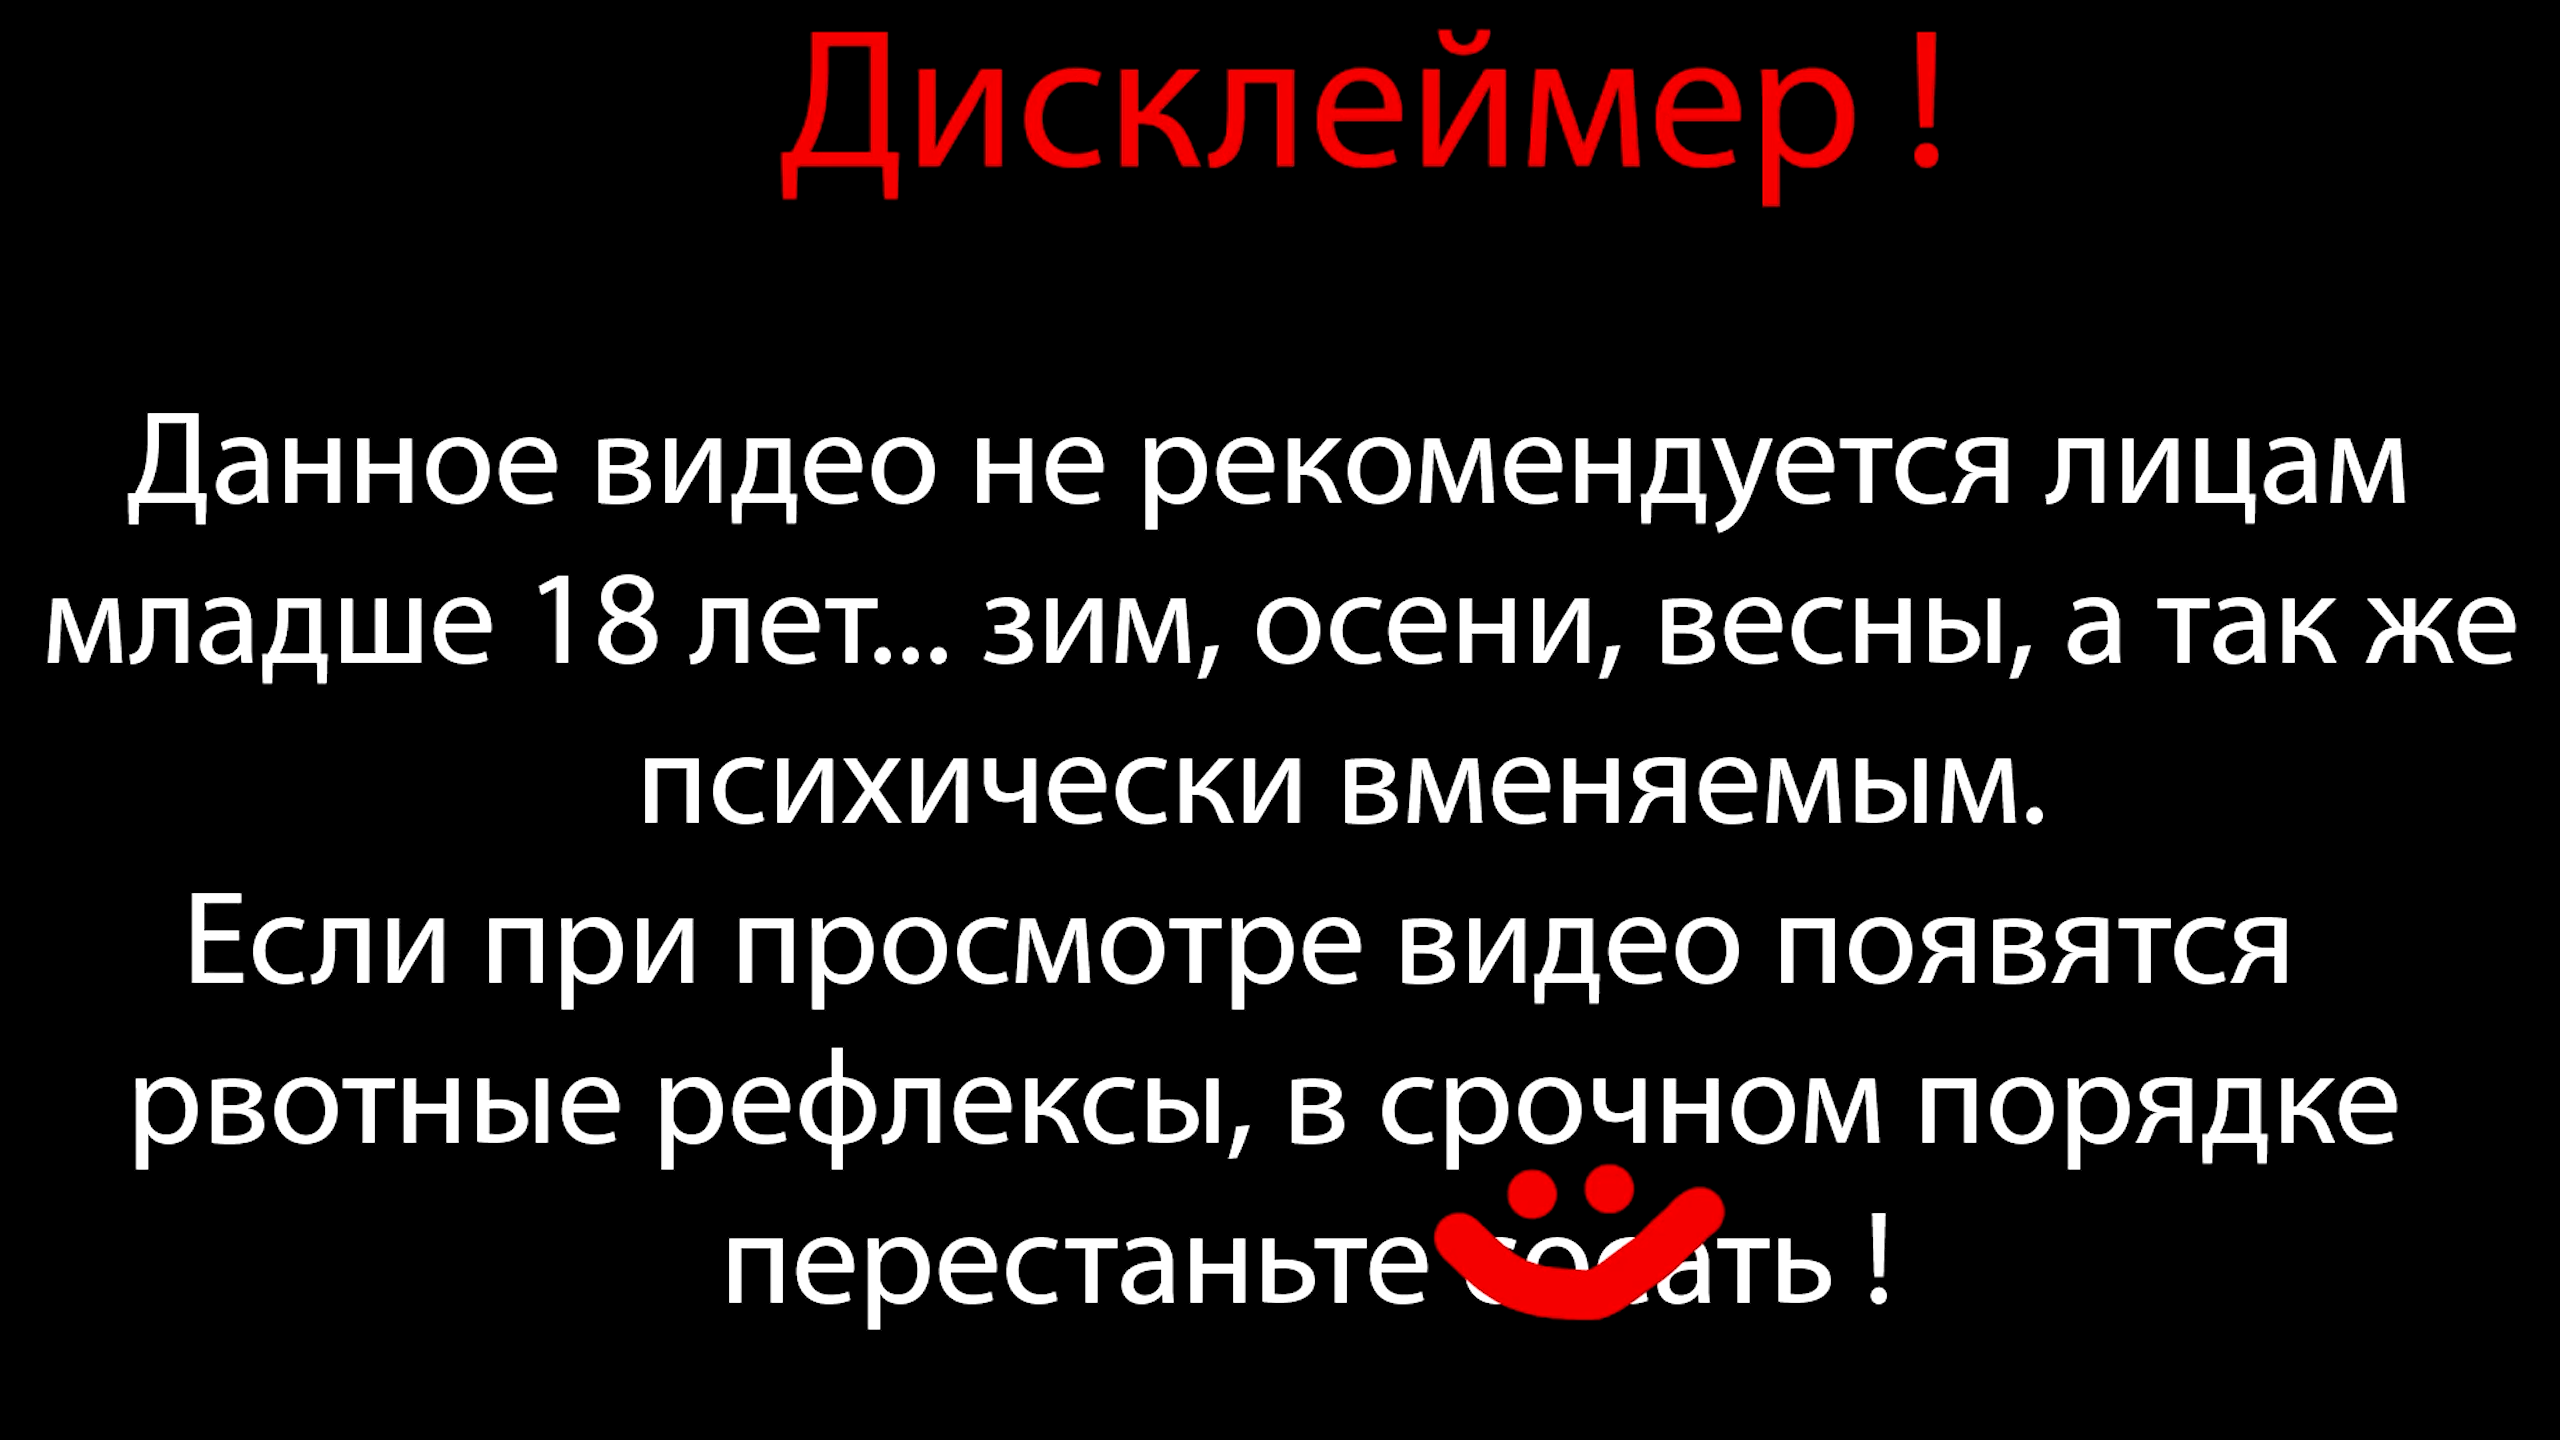 Дисклеймер !
Данное видео не рекомендуется лицам
младше 18 лет... зим, осени, весны, а так же
психически вменяемым.
Если при просмотре видео появятся
рвотные рефлексы, в срочном порядке
перестаньте сосать !